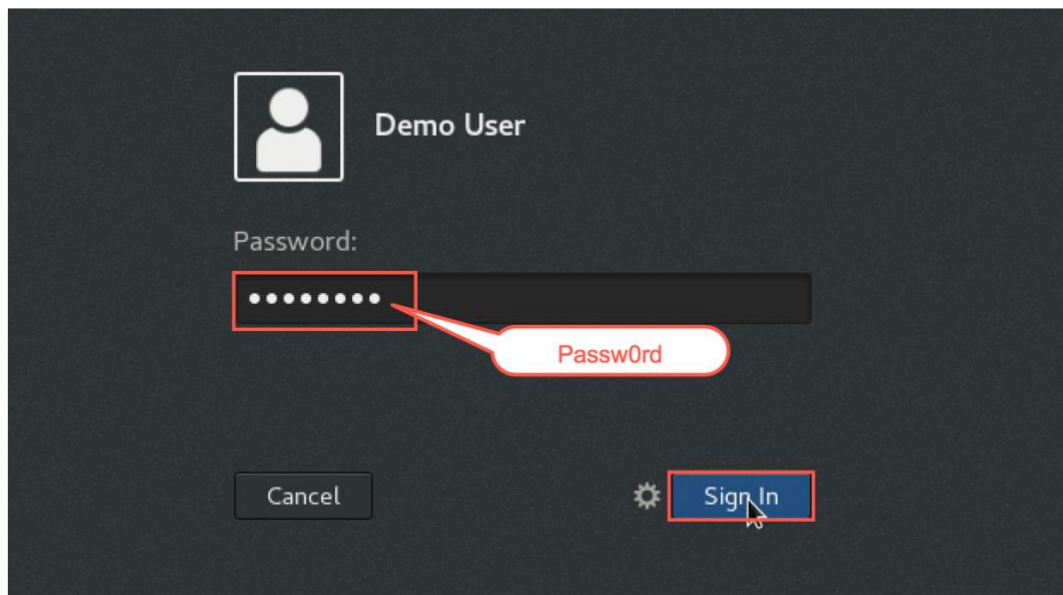 Demo User
Password:
••••••••
Passw0rd
Cancel
Sign In